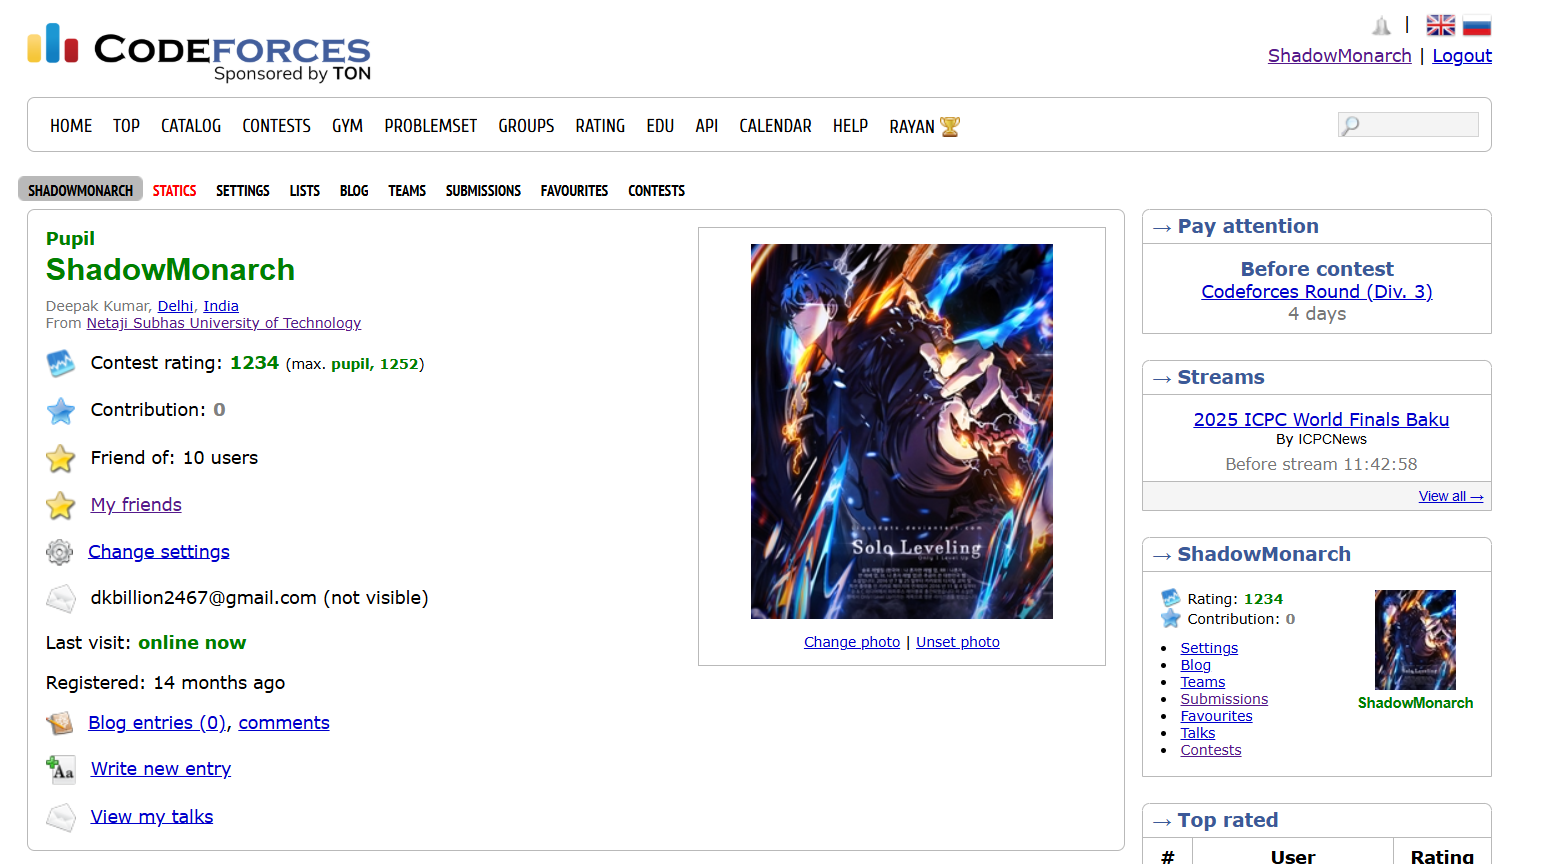 CODEFORCES
Sponsored by TON
|
ShadowMonarch | Logout
HOME TOP CATALOG CONTESTS GYM PROBLEMSET GROUPS RATING EDU API CALENDAR HELP RAYAN
SHADOWMONARCH STATICS SETTINGS LISTS BLOG TEAMS SUBMISSIONS FAVOURITES CONTESTS
Pupil
ShadowMonarch
Deepak Kumar, Delhi, India
From Netaji Subhas University of Technology
Contest rating: 1234 (max. pupil, 1252)
Contribution: 0
Friend of: 10 users
My friends
Change settings
dkbillion2467@gmail.com (not visible)
Last visit: online now
Registered: 14 months ago
Blog entries (0), comments
Aa Write new entry
View my talks
Solo Leveling
Only I Level Up
Change photo | Unset photo
→ Pay attention
Before contest
Codeforces Round (Div. 3)
4 days
→ Streams
2025 ICPC World Finals Baku
By ICPCNews
Before stream 11:42:58
View all →
→ ShadowMonarch
Rating: 1234
Contribution: 0
Settings
Blog
Teams
Submissions
Favourites
Talks
Contests
Solo Leveling
ShadowMonarch
→ Top rated
# User Rating